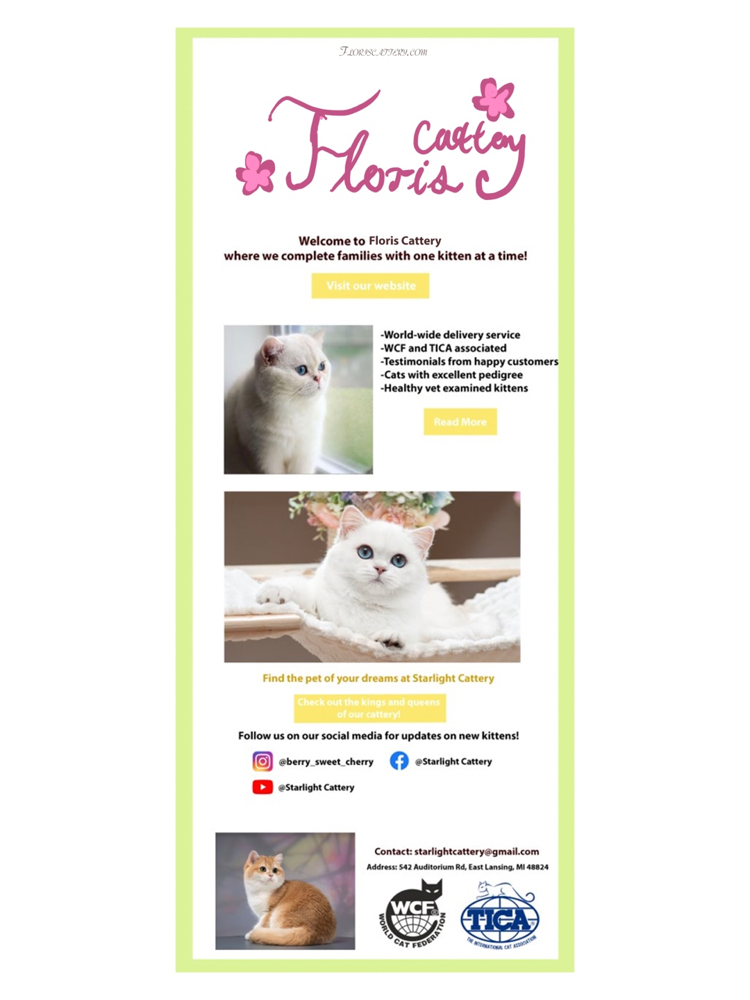 Floriscattery.com
Floris Cattery
Welcome to Floris Cattery
where we complete families with one kitten at a time!
Visit our website
-World-wide delivery service
-WCF and TICA associated
-Testimonials from happy customers
-Cats with excellent pedigree
-Healthy vet examined kittens
Read More
Find the pet of your dreams at Starlight Cattery
Check out the kings and queens
of our cattery!
Follow us on our social media for updates on new kittens!
@berry_sweet_cherry @Starlight Cattery
@Starlight Cattery
Contact: starlightcattery@gmail.com
Address: 542 Auditorium Rd, East Lansing, MI 48824
WCF®
WORLD CAT FEDERATION
TICA®
THE INTERNATIONAL CAT ASSOCIATION